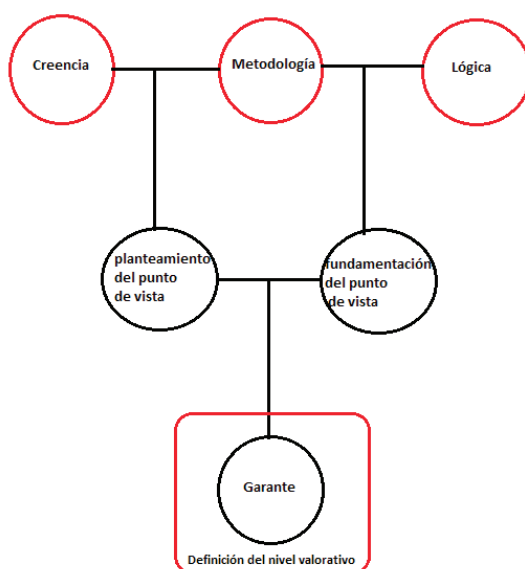 Creencia
Metodología
Lógica
planteamiento
del punto
de vista
fundamentación
del punto
de vista
Garante
Definición del nivel valorativo